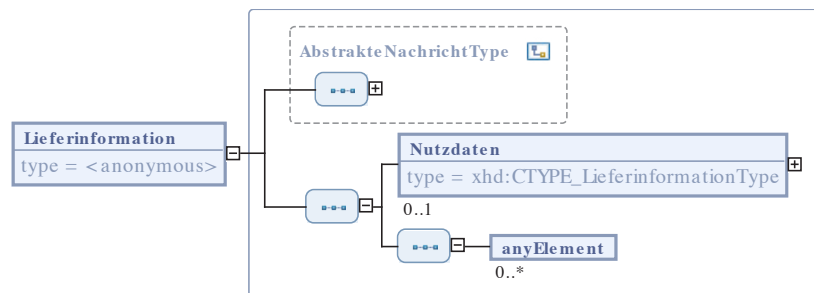 AbstrakteNachrichtType
Lieferinformation
type = <anonymous>
Nutzdaten
type = xhd:CTYPE_LieferinformationType
0..1
anyElement
0..*